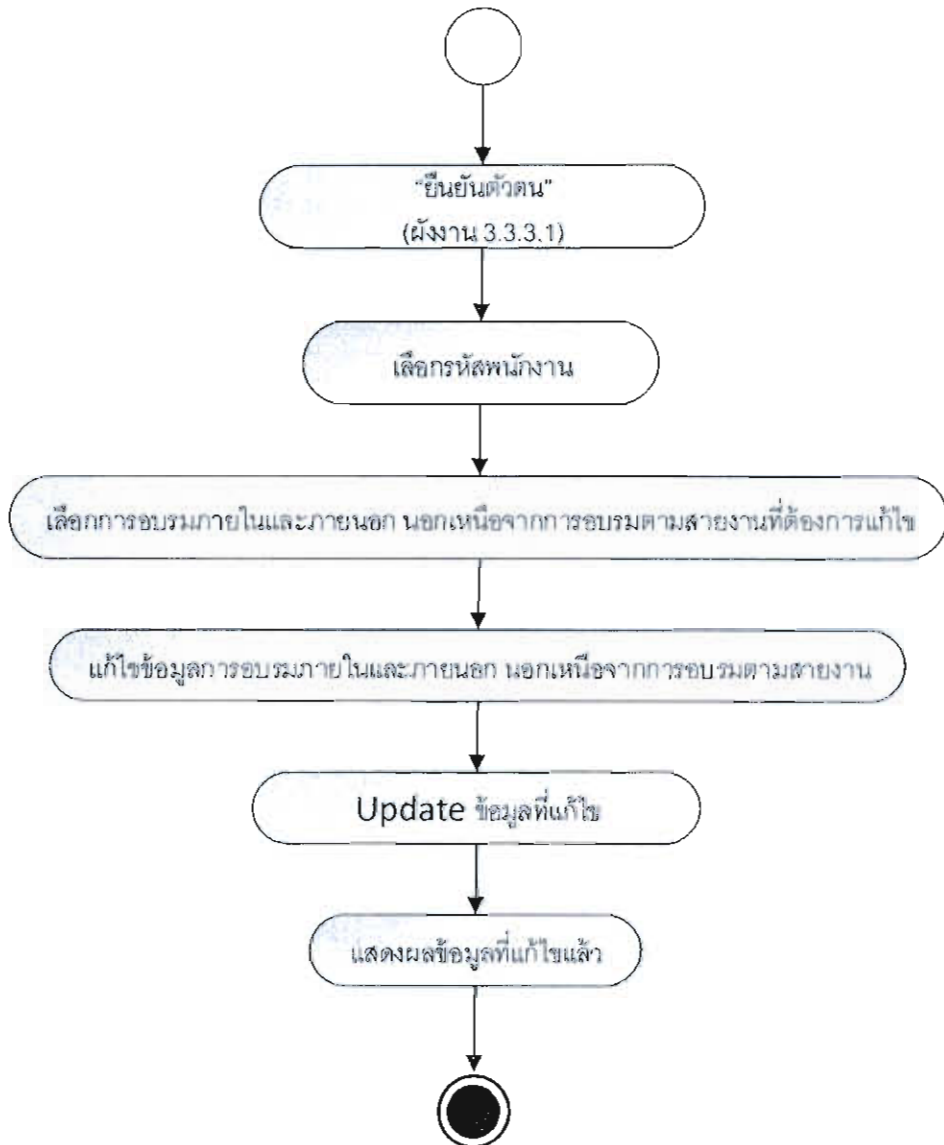 "ยืนยันตัวตน"
(ผังงาน 3.3.3.1)
เลือกรหัสพนักงาน
เลือกการอบรมภายในและภายนอก นอกเหนือจากการอบรมตามสายงานที่ต้องการแก้ไข
แก้ไขข้อมูลการอบรมภายในและภายนอก นอกเหนือจากการอบรมตามสายงาน
Update ข้อมูลที่แก้ไข
แสดงผลข้อมูลที่แก้ไขแล้ว